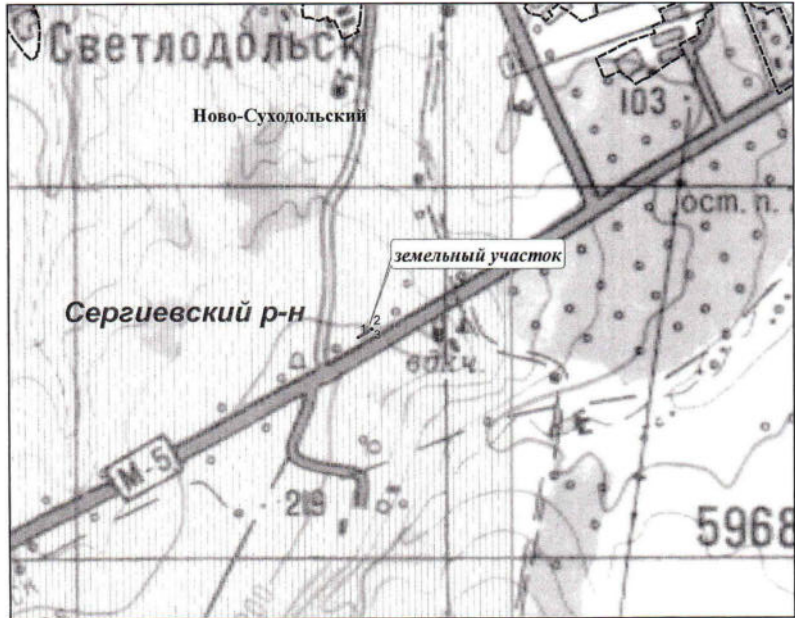 Светлодольск
Ново-Суходольский
103
ост. п.
земельный участок
Сергиевский р-н
1 2
3
М-5
219
5968